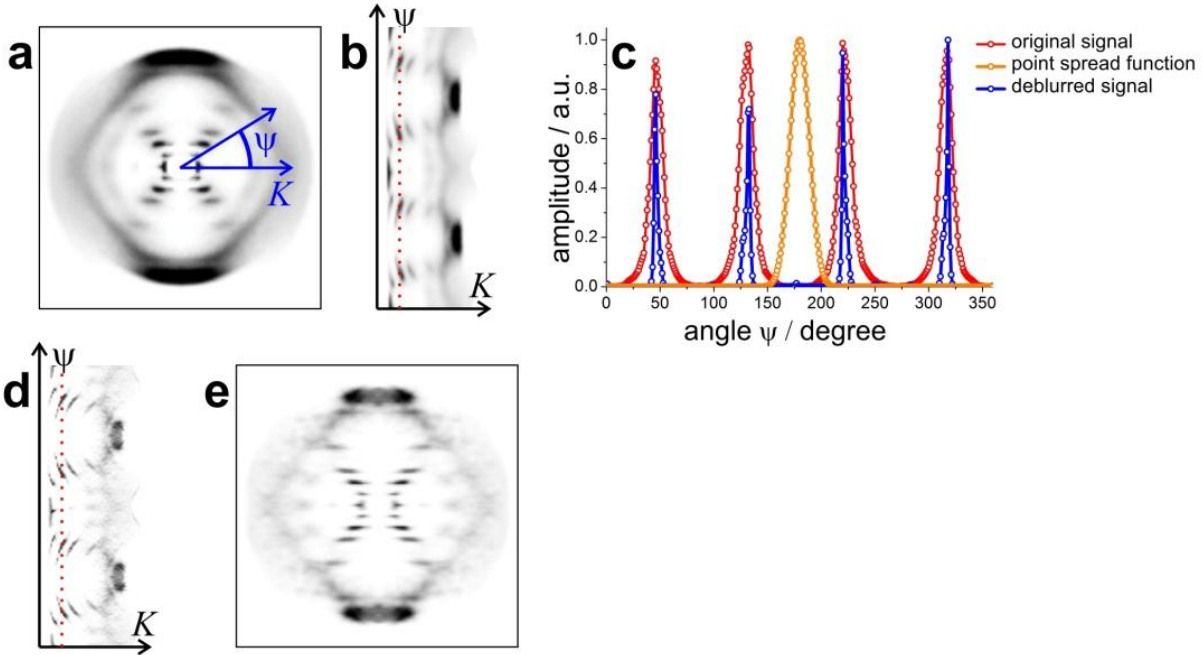 a
ψ
K
b
ψ
K
c
original signal
point spread function
deblurred signal
amplitude / a.u.
1.0
0.8
0.6
0.4
0.2
0.0
0 50 100 150 200 250 300 350
angle ψ / degree
d
ψ
K
e